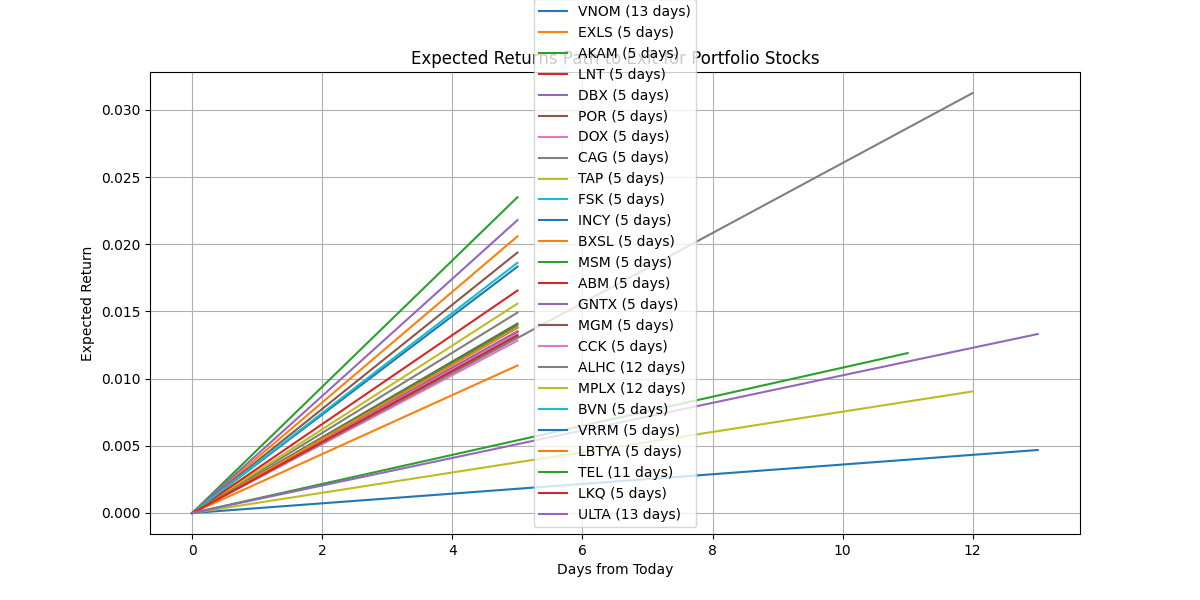 Expected Returns Path to Exit for Portfolio Stocks
VNOM (13 days)
EXLS (5 days)
AKAM (5 days)
LNT (5 days)
DBX (5 days)
POR (5 days)
DOX (5 days)
CAG (5 days)
TAP (5 days)
FSK (5 days)
INCY (5 days)
BXSL (5 days)
MSM (5 days)
ABM (5 days)
GNTX (5 days)
MGM (5 days)
CCK (5 days)
ALHC (12 days)
MPLX (12 days)
BVN (5 days)
VRRM (5 days)
LBTYA (5 days)
TEL (11 days)
LKQ (5 days)
ULTA (13 days)
Expected Return
0.030
0.025
0.020
0.015
0.010
0.005
0.000
0 2 4 6 8 10 12
Days from Today